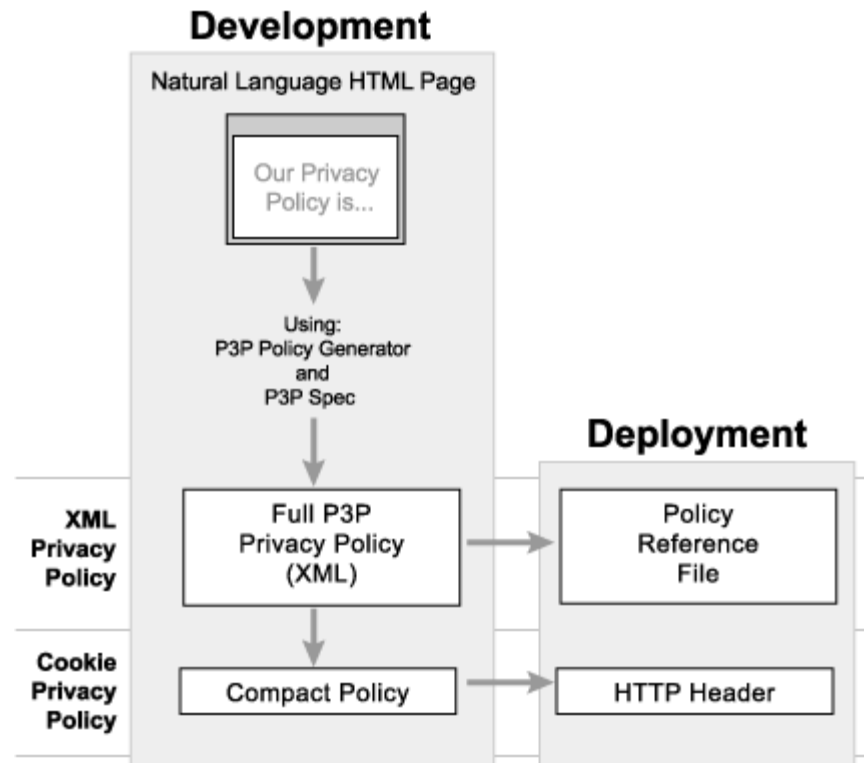 Development
Natural Language HTML Page
Our Privacy
Policy is...
Using:
P3P Policy Generator
and
P3P Spec
Deployment
XML
Privacy
Policy
Full P3P
Privacy Policy
(XML)
Policy
Reference
File
Cookie
Privacy
Policy
Compact Policy
HTTP Header